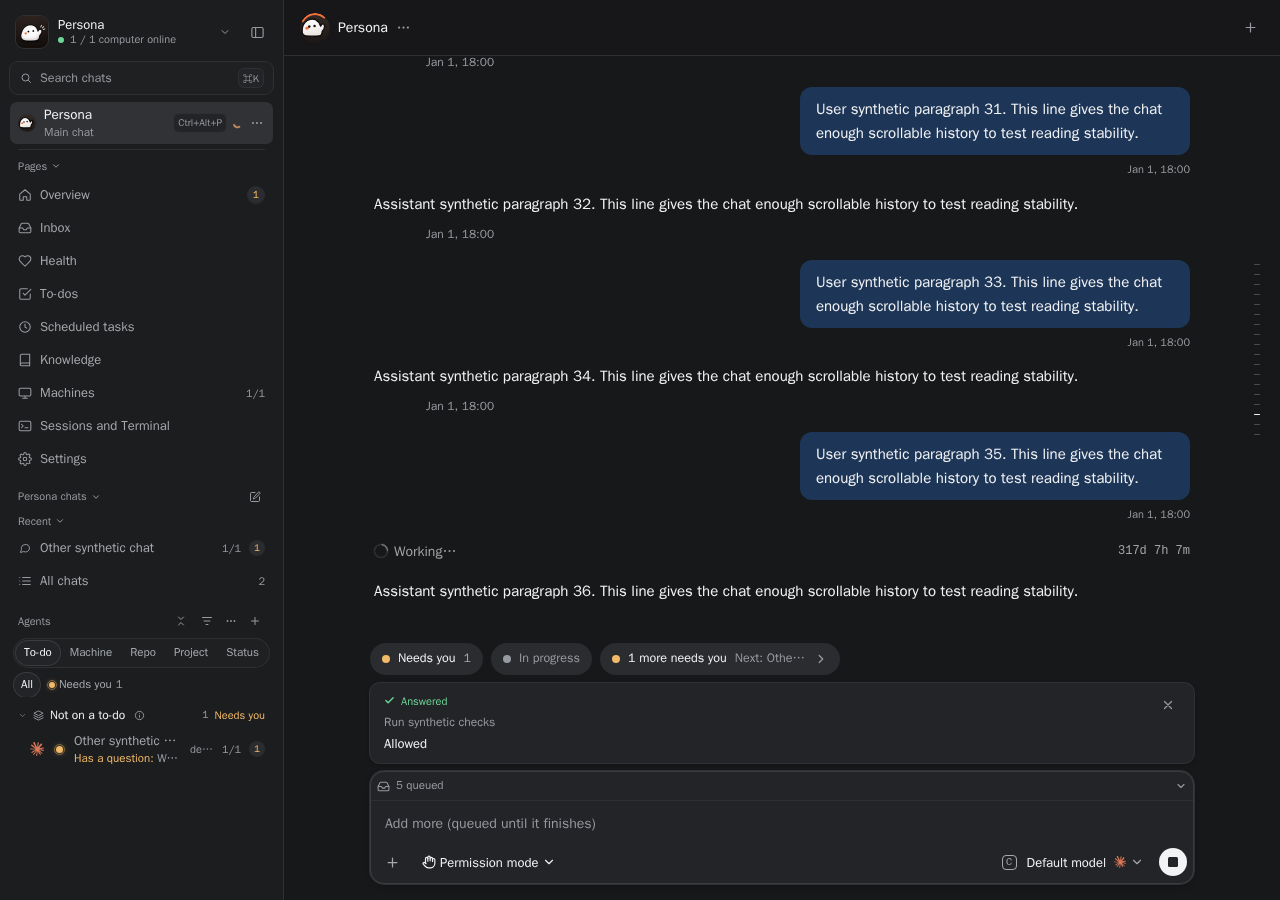 Persona
1 / 1 computer online
Search chats
⌘K
Persona
Main chat
Ctrl+Alt+P
Pages
Overview
1
Inbox
Health
To-dos
Scheduled tasks
Knowledge
Machines
1/1
Sessions and Terminal
Settings
Persona chats
Recent
Other synthetic chat
1/1
1
All chats
2
Agents
To-do
Machine
Repo
Project
Status
All
Needs you 1
Not on a to-do
1 Needs you
Other synthetic ···
de···
1/1
1
Has a question: W···
Persona
Jan 1, 18:00
User synthetic paragraph 31. This line gives the chat
enough scrollable history to test reading stability.
Jan 1, 18:00
Assistant synthetic paragraph 32. This line gives the chat enough scrollable history to test reading stability.
Jan 1, 18:00
User synthetic paragraph 33. This line gives the chat
enough scrollable history to test reading stability.
Jan 1, 18:00
Assistant synthetic paragraph 34. This line gives the chat enough scrollable history to test reading stability.
Jan 1, 18:00
User synthetic paragraph 35. This line gives the chat
enough scrollable history to test reading stability.
Jan 1, 18:00
Working···
317d 7h 7m
Assistant synthetic paragraph 36. This line gives the chat enough scrollable history to test reading stability.
Needs you 1
In progress
1 more needs you Next: Othe···
Answered
Run synthetic checks
Allowed
5 queued
Add more (queued until it finishes)
Permission mode
C
Default model